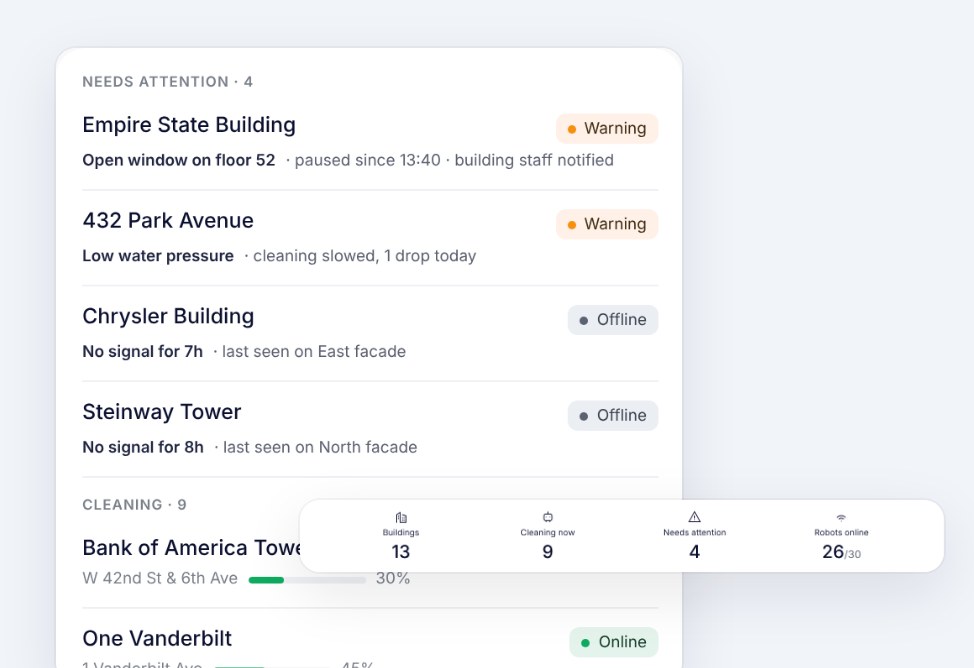 NEEDS ATTENTION · 4
Empire State Building
Warning
Open window on floor 52 · paused since 13:40 · building staff notified
432 Park Avenue
Warning
Low water pressure · cleaning slowed, 1 drop today
Chrysler Building
Offline
No signal for 7h · last seen on East facade
Steinway Tower
Offline
No signal for 8h · last seen on North facade
CLEANING · 9
Bank of America Towe
W 42nd St & 6th Ave 30%
Buildings
13
Cleaning now
9
Needs attention
4
Robots online
26/30
One Vanderbilt
Online
1 Vanderbilt Ave 45%